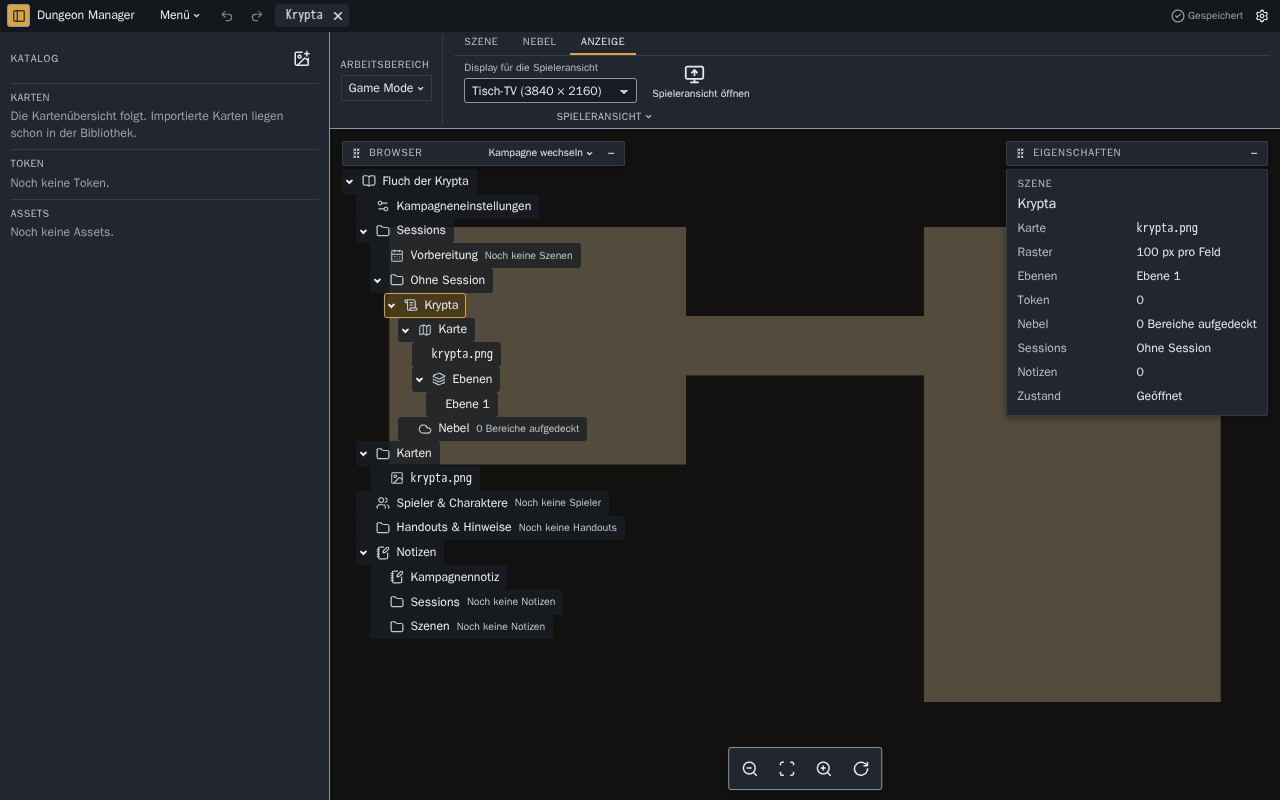 Dungeon Manager Menü Krypta Gespeichert
KATALOG
KARTEN
Die Kartenübersicht folgt. Importierte Karten liegen
schon in der Bibliothek.
TOKEN
Noch keine Token.
ASSETS
Noch keine Assets.
ARBEITSBEREICH
Game Mode
SZENE NEBEL ANZEIGE
Display für die Spieleransicht
Tisch-TV (3840 × 2160)
Spieleransicht öffnen
SPIELERANSICHT
BROWSER Kampagne wechseln
Fluch der Krypta
Kampagneneinstellungen
Sessions
Vorbereitung Noch keine Szenen
Ohne Session
Krypta
Karte
krypta.png
Ebenen
Ebene 1
Nebel 0 Bereiche aufgedeckt
Karten
krypta.png
Spieler & Charaktere Noch keine Spieler
Handouts & Hinweise Noch keine Handouts
Notizen
Kampagnennotiz
Sessions Noch keine Notizen
Szenen Noch keine Notizen
EIGENSCHAFTEN
SZENE
Krypta
Karte krypta.png
Raster 100 px pro Feld
Ebenen Ebene 1
Token 0
Nebel 0 Bereiche aufgedeckt
Sessions Ohne Session
Notizen 0
Zustand Geöffnet